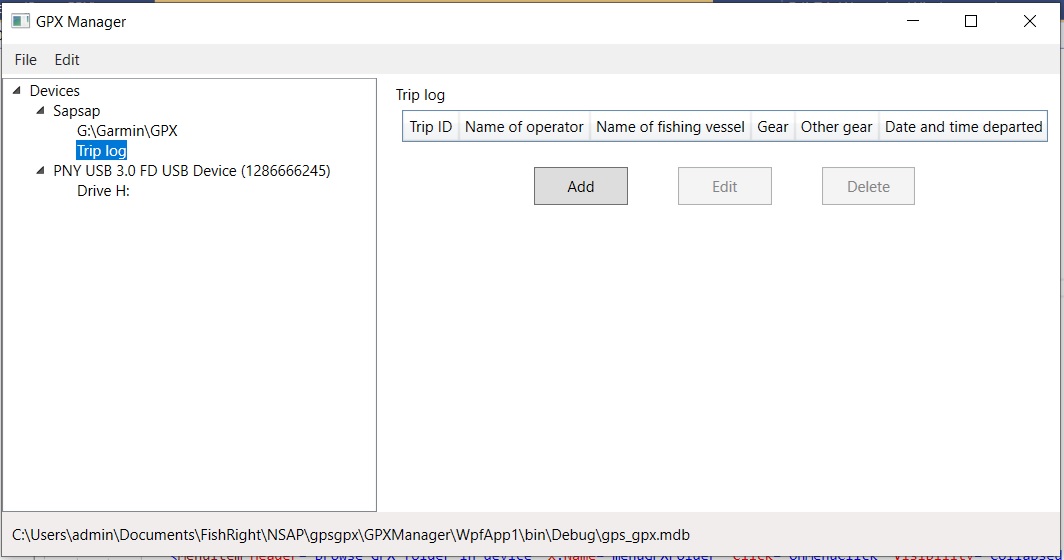 GPX Manager
File Edit
Devices
Sapsap
G:\Garmin\GPX
Trip log
PNY USB 3.0 FD USB Device (1286666245)
Drive H:
Trip log
Trip ID Name of operator Name of fishing vessel Gear Other gear Date and time departed
Add Edit Delete
C:\Users\admin\Documents\FishRight\NSAP\gpsgpx\GPXManager\WpfApp1\bin\Debug\gps_gpx.mdb